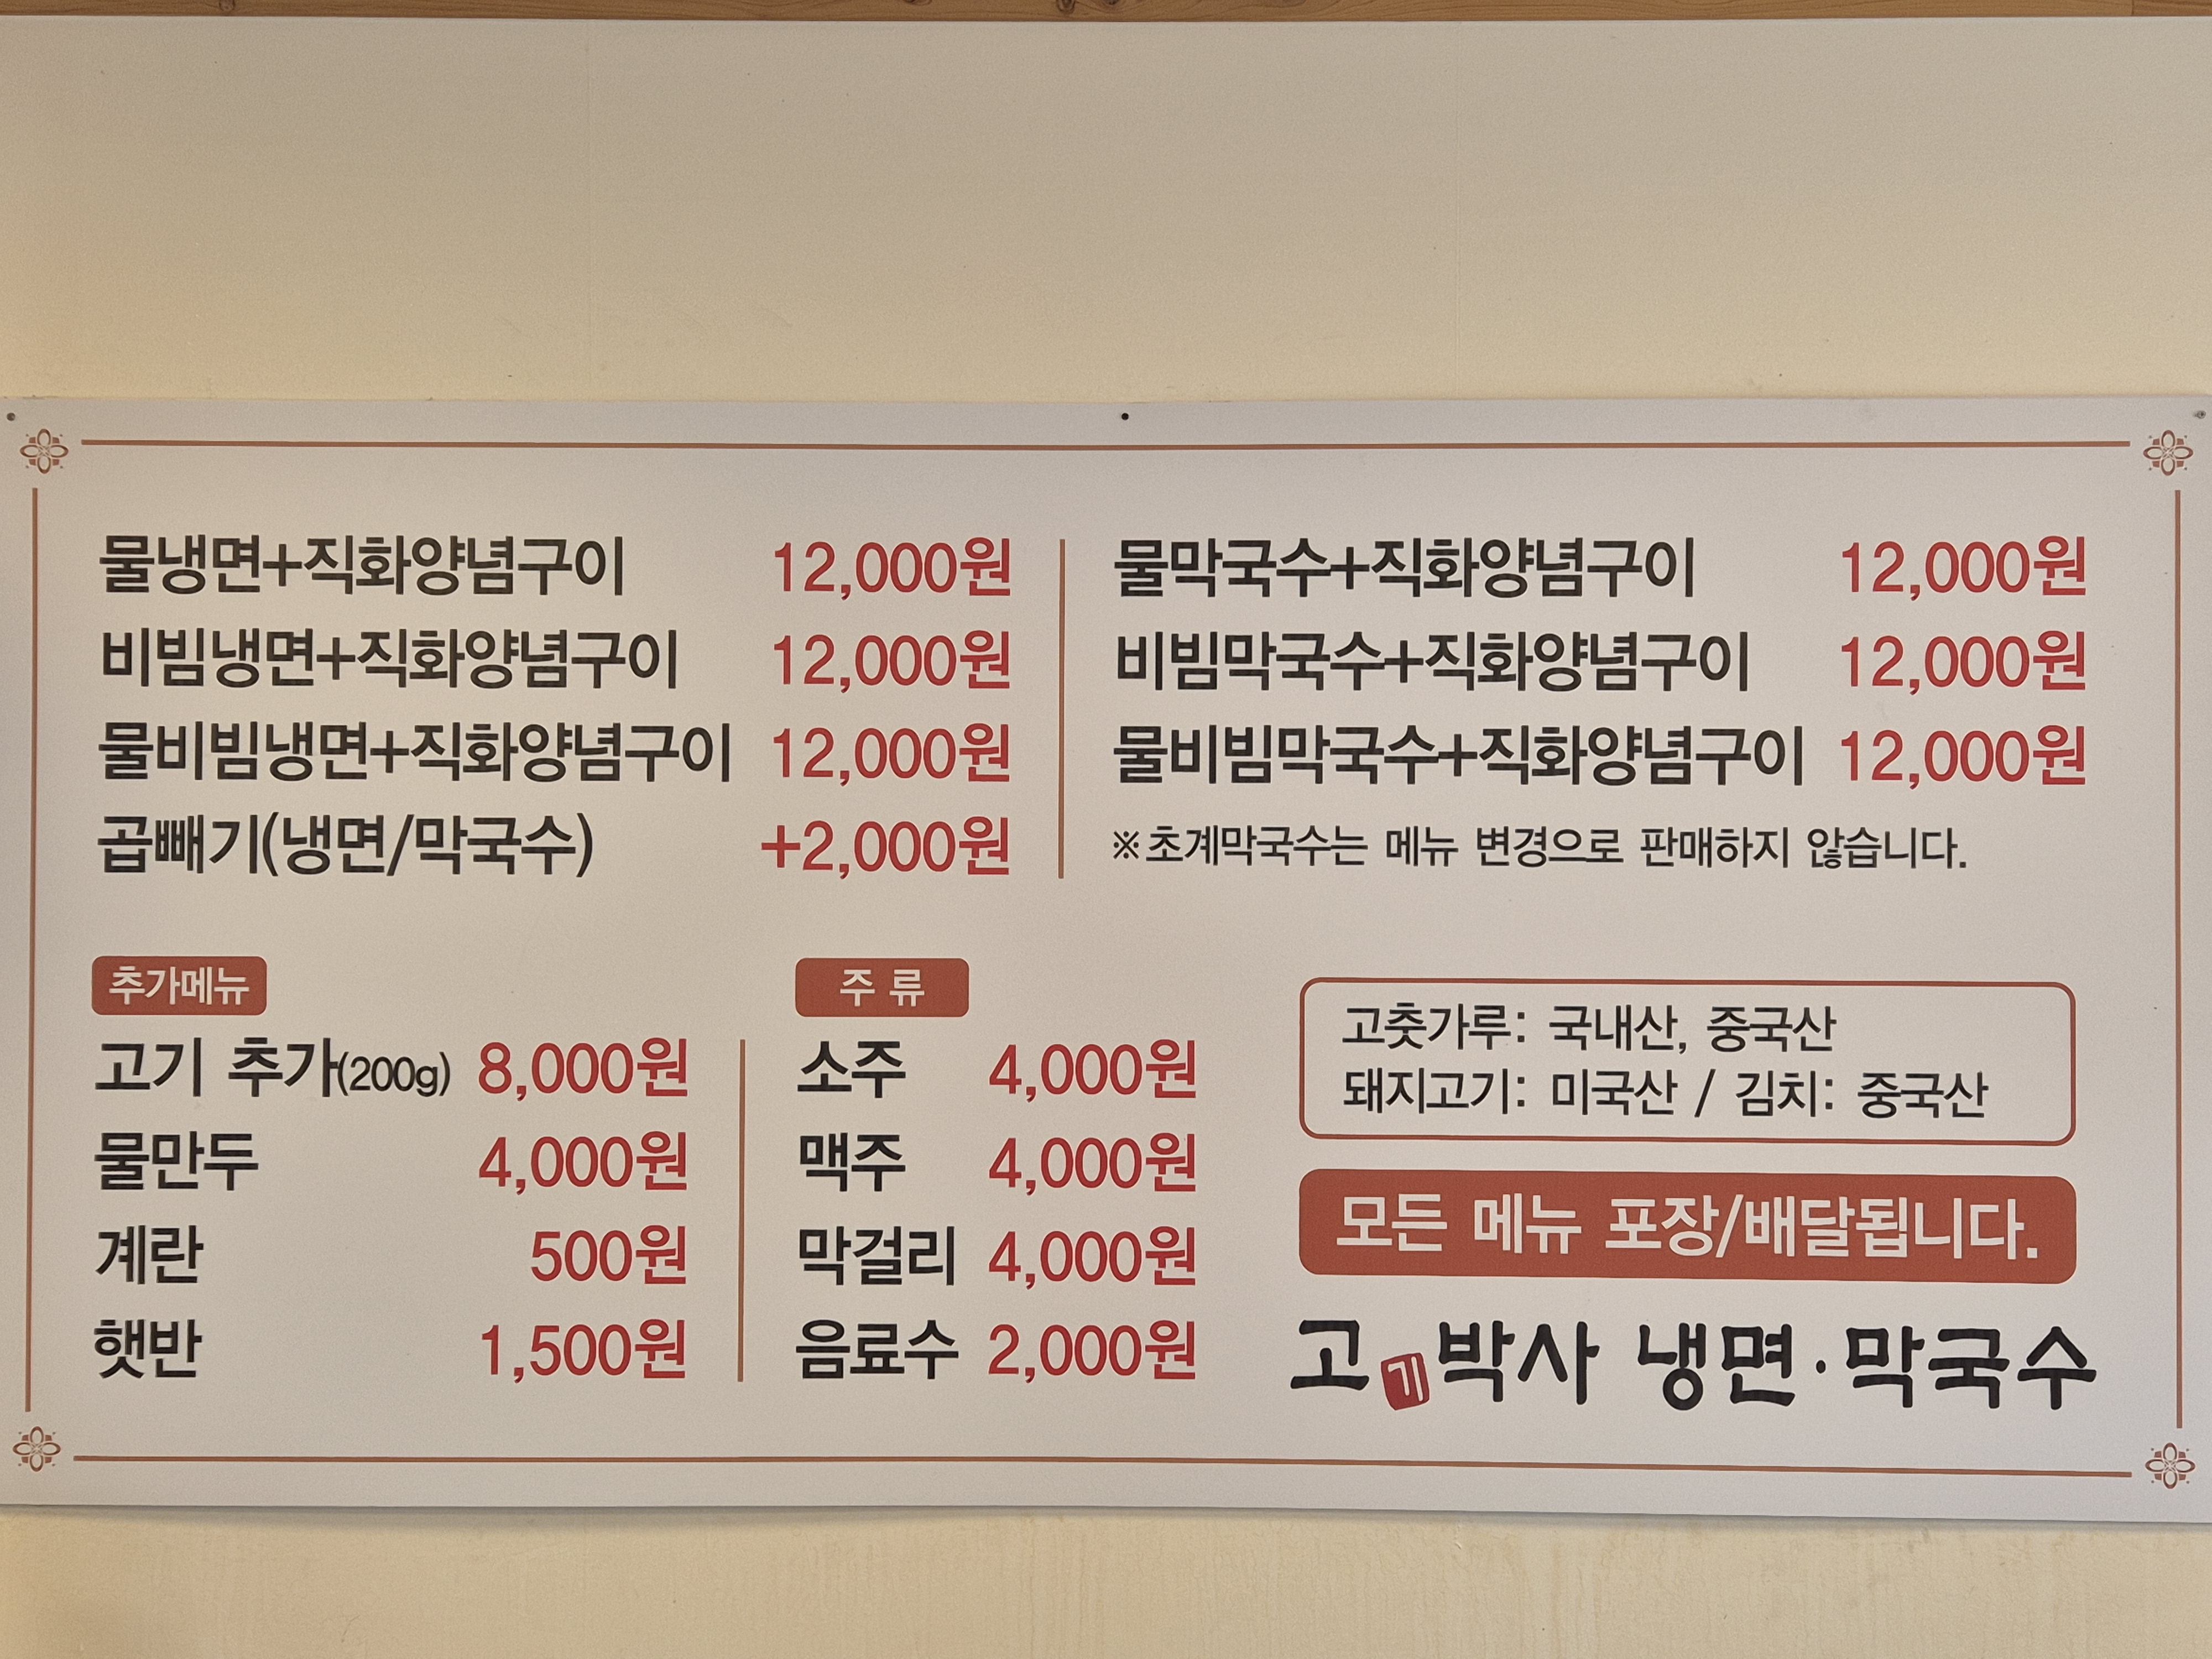 물냉면+직화양념구이 12,000원
비빔냉면+직화양념구이 12,000원
물비빔냉면+직화양념구이 12,000원
곱빼기(냉면/막국수) +2,000원
물막국수+직화양념구이 12,000원
비빔막국수+직화양념구이 12,000원
물비빔막국수+직화양념구이 12,000원
※초계막국수는 메뉴 변경으로 판매하지 않습니다.
추가메뉴
고기 추가(200g) 8,000원
물만두 4,000원
계란 500원
햇반 1,500원
주 류
소주 4,000원
맥주 4,000원
막걸리 4,000원
음료수 2,000원
고춧가루: 국내산, 중국산
돼지고기: 미국산 / 김치: 중국산
모든 메뉴 포장/배달됩니다.
고기박사 냉면·막국수